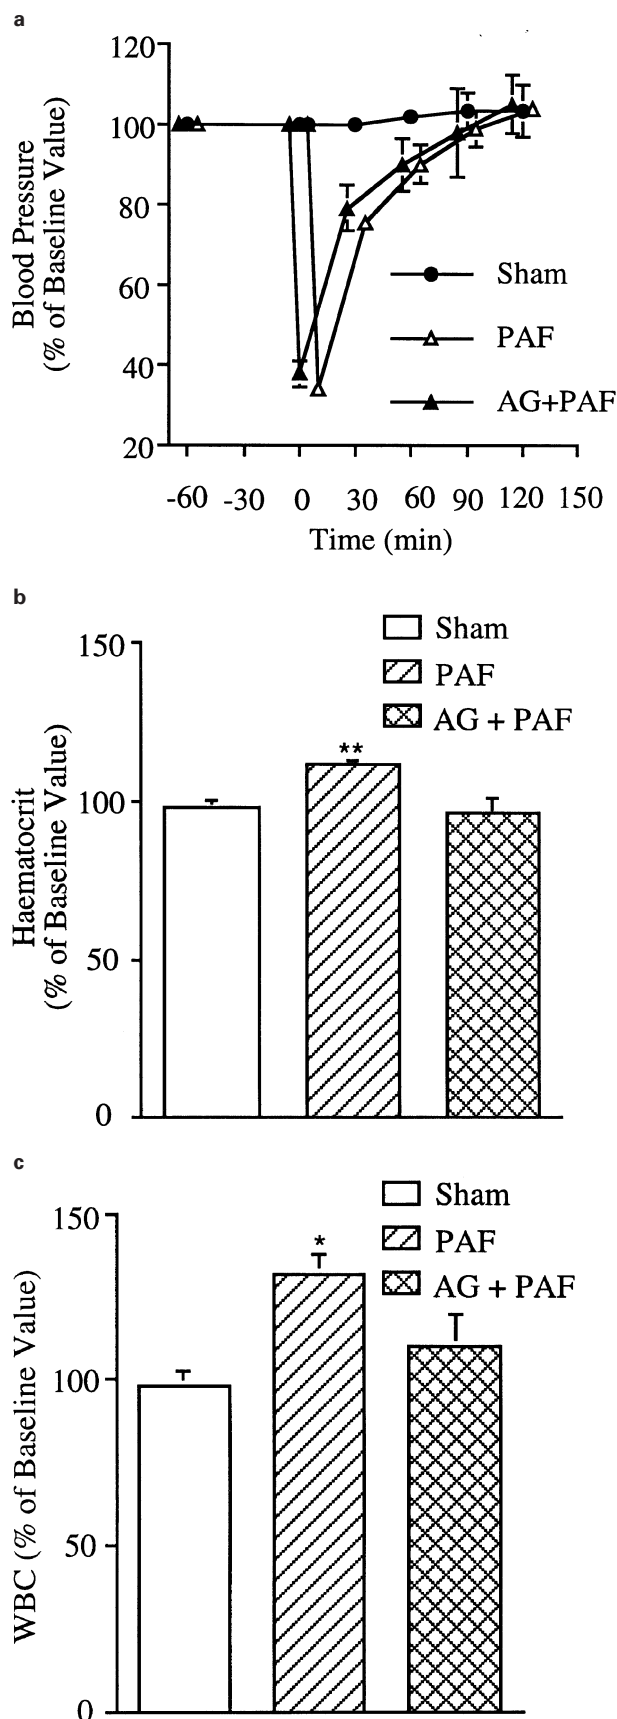 a
120
100
80
60
40
20
Blood Pressure
(% of Baseline Value)
Sham
PAF
AG+PAF
-60 -30 0 30 60 90 120 150
Time (min)
b
150
100
50
0
Haematocrit
(% of Baseline Value)
Sham
PAF
AG + PAF
**
c
150
100
50
0
WBC (% of Baseline Value)
Sham
PAF
AG + PAF
*